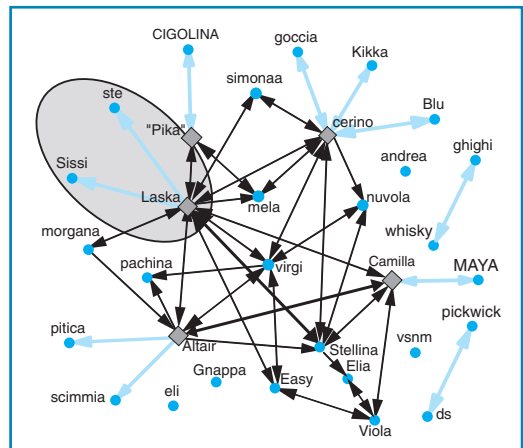 CIGOLINA
goccia
Kikka
simonaa
ste
"Pika"
cerino
Blu
andrea
ghighi
Sissi
Laska
mela
nuvola
morgana
whisky
pachina
virgi
Camilla
MAYA
pickwick
pitica
Altair
Stellina
vsnm
Elia
Gnappa
Easy
scimmia
eli
Viola
ds